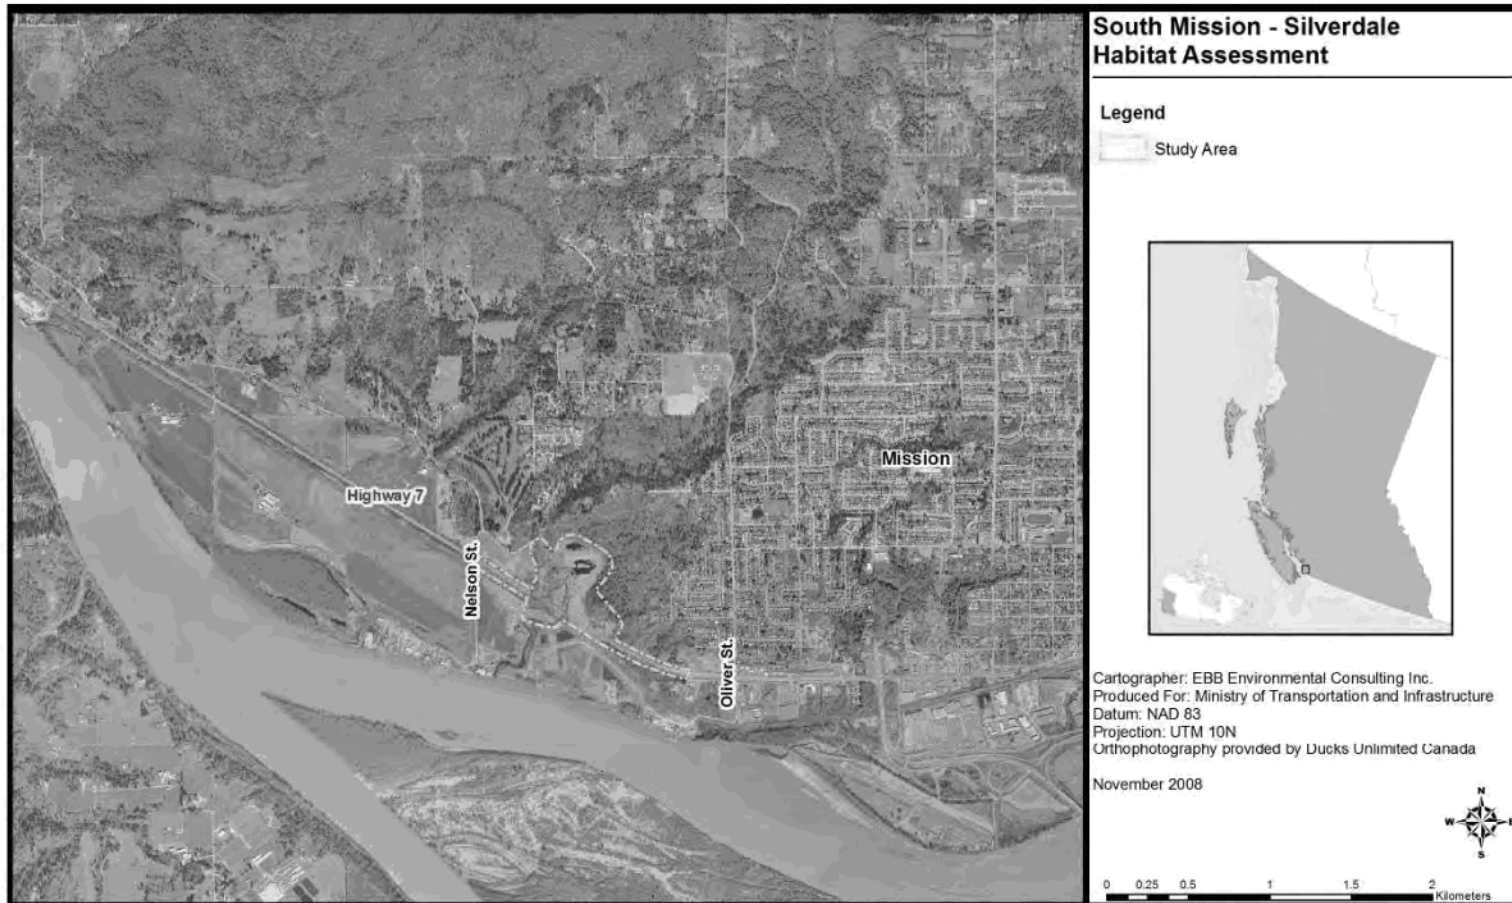 South Mission - Silverdale
Habitat Assessment
Legend
Study Area
Mission
Highway 7
Nelson St.
Oliver St.
Cartographer: EBB Environmental Consulting Inc.
Produced For: Ministry of Transportation and Infrastructure
Datum: NAD 83
Projection: UTM 10N
Orthophotography provided by Ducks Unlimited Canada
November 2008
N
W E
S
0 0.25 0.5 1 1.5 2
Kilometers